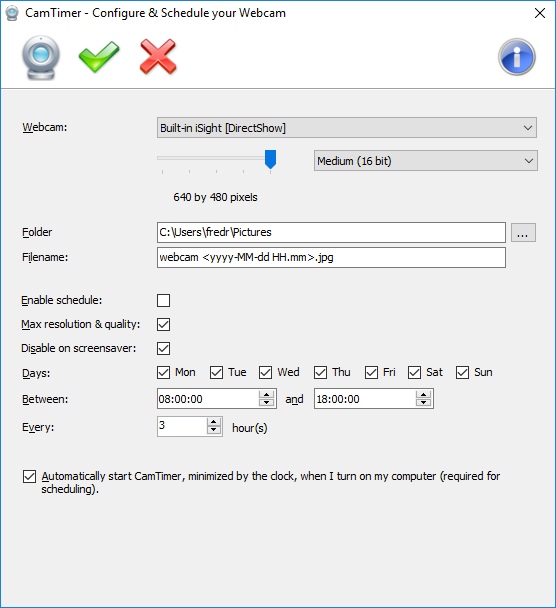 CamTimer - Configure & Schedule your Webcam
Webcam: Built-in iSight [DirectShow]
Medium (16 bit)
640 by 480 pixels
Folder C:\Users\fredr\Pictures ...
Filename: webcam <yyyy-MM-dd HH.mm>.jpg
Enable schedule:
Max resolution & quality:
Disable on screensaver:
Days: Mon Tue Wed Thu Fri Sat Sun
Between: 08:00:00 and 18:00:00
Every: 3 hour(s)
Automatically start CamTimer, minimized by the clock, when I turn on my computer (required for
scheduling).